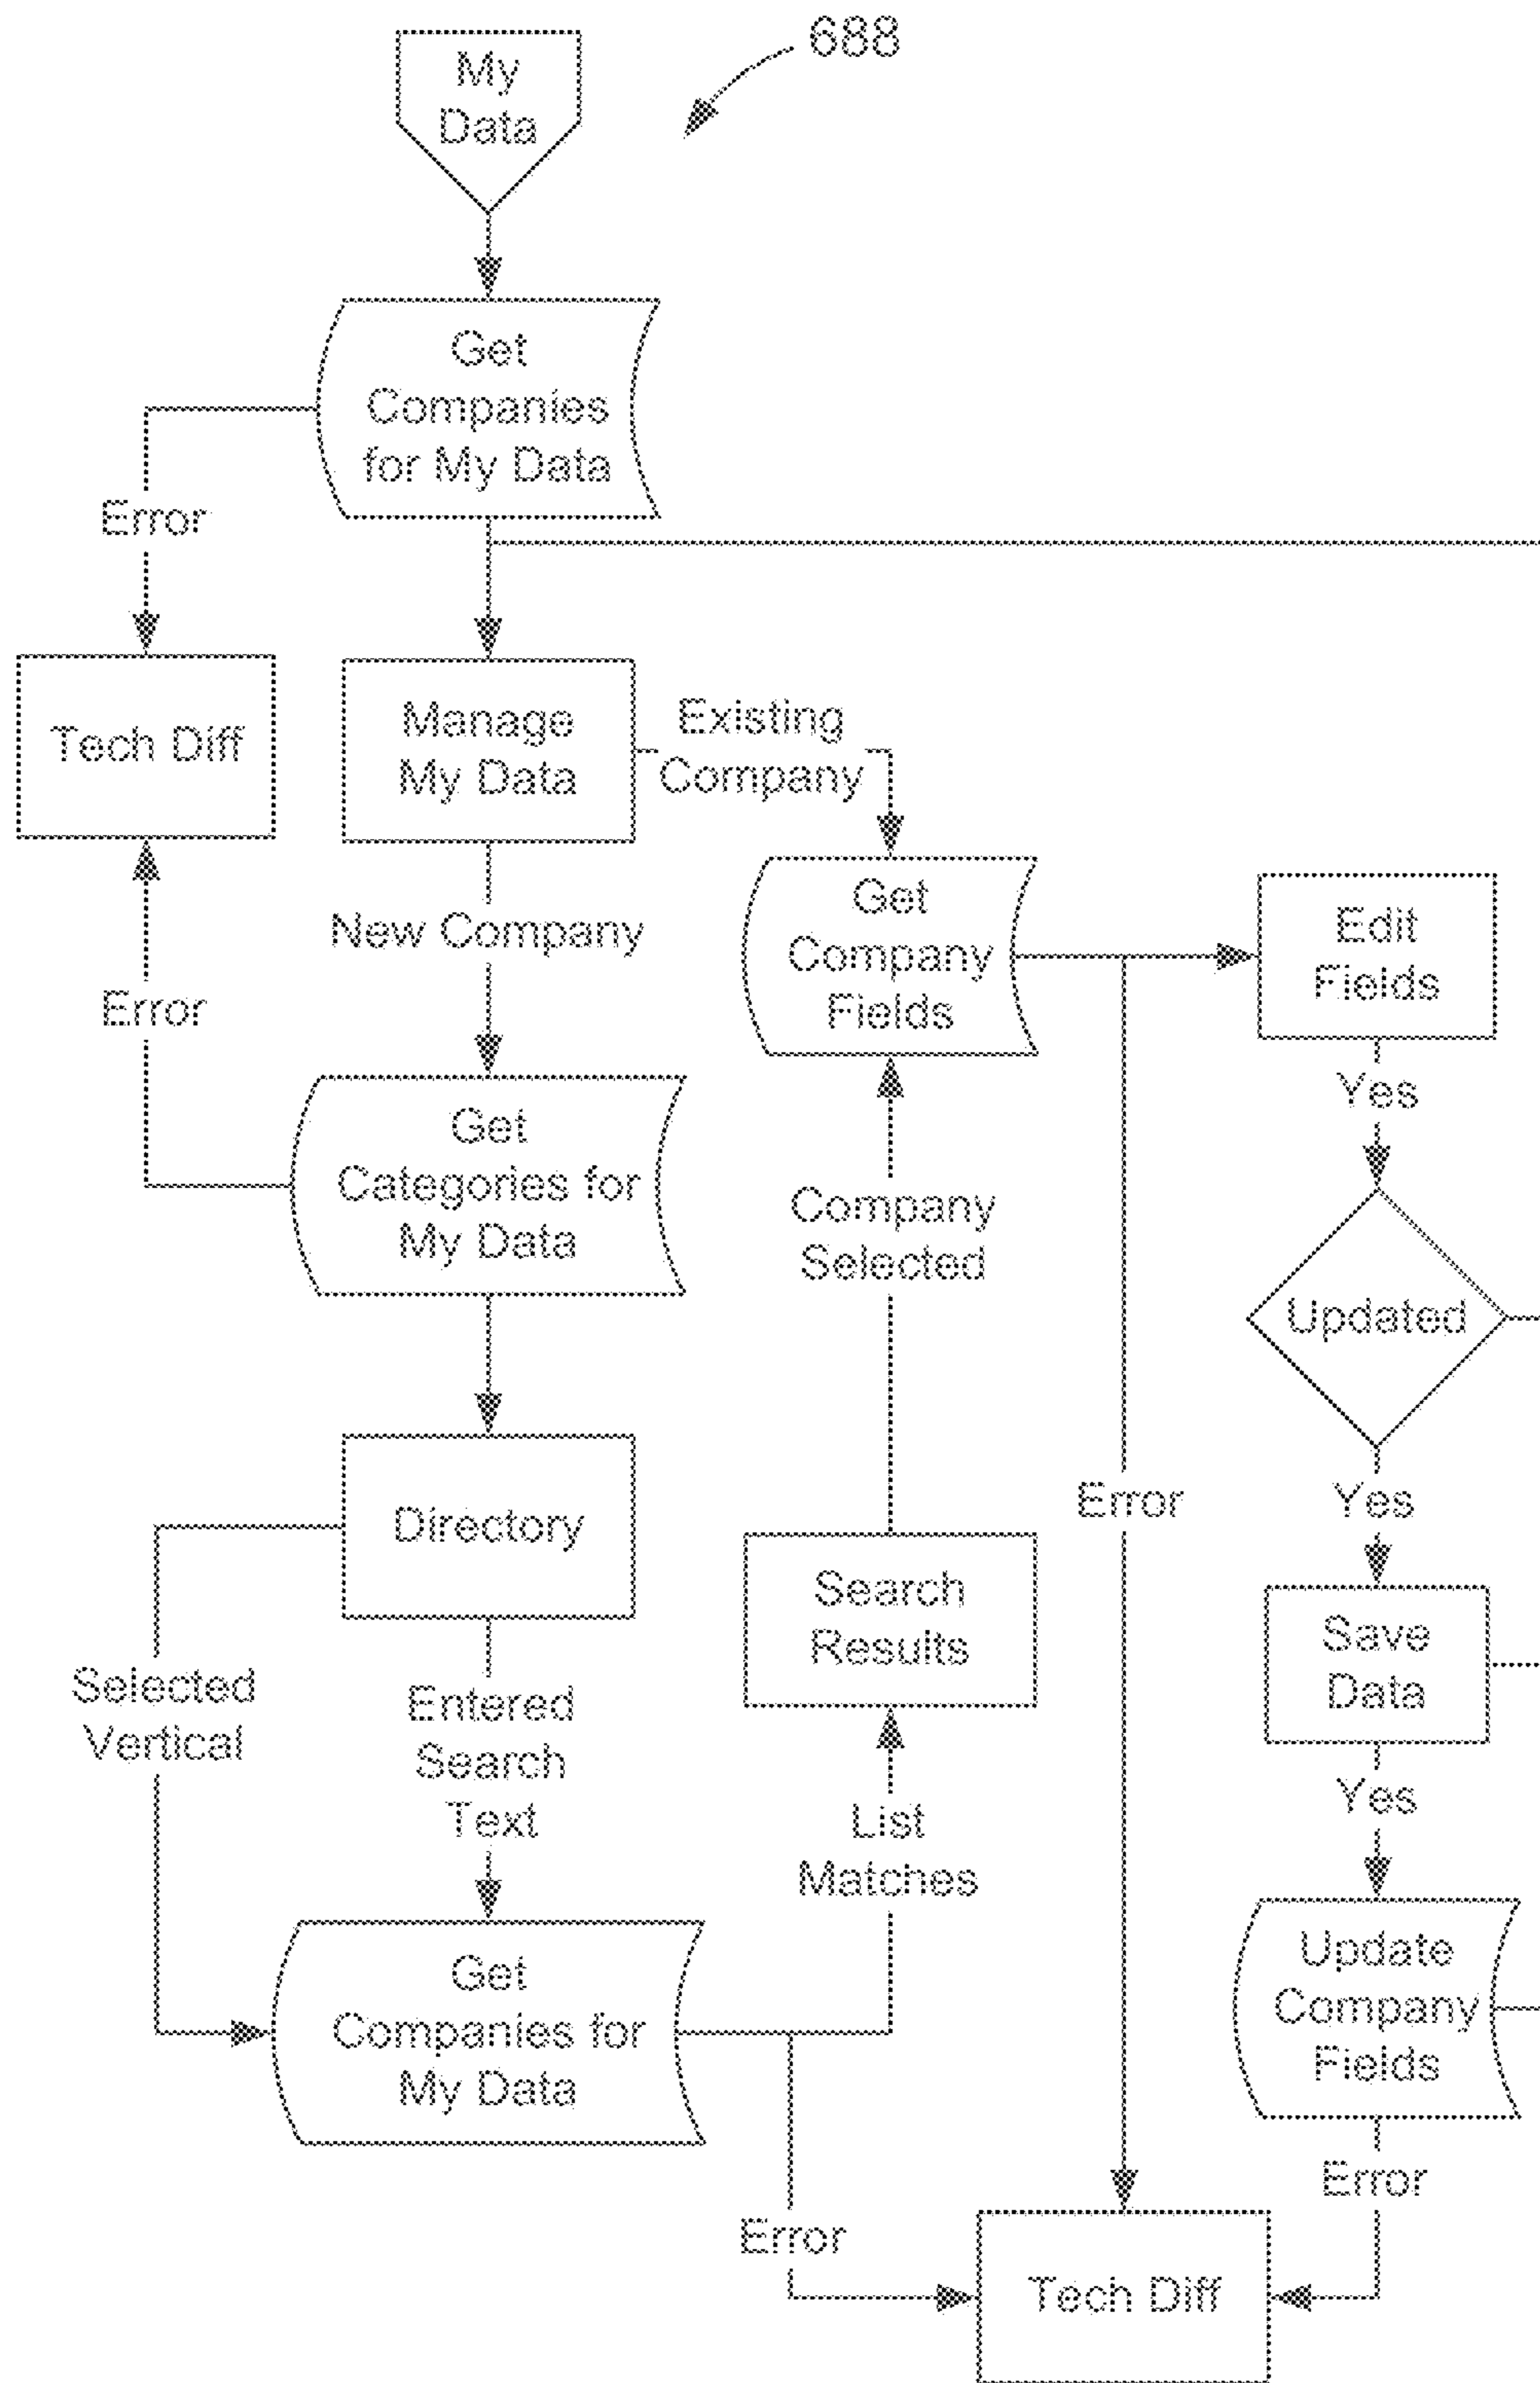 688
My
Data
Get
Companies
for My Data
Error
Tech Diff
Manage
My Data
Existing
Company
New Company
Error
Get
Company
Fields
Edit
Fields
Yes
Get
Categories for
My Data
Company
Selected
Updated
Directory
Error
Yes
Search
Results
Save
Data
Selected
Vertical
Entered
Search
Text
Yes
List
Matches
Get
Companies for
My Data
Update
Company
Fields
Error
Error
Tech Diff